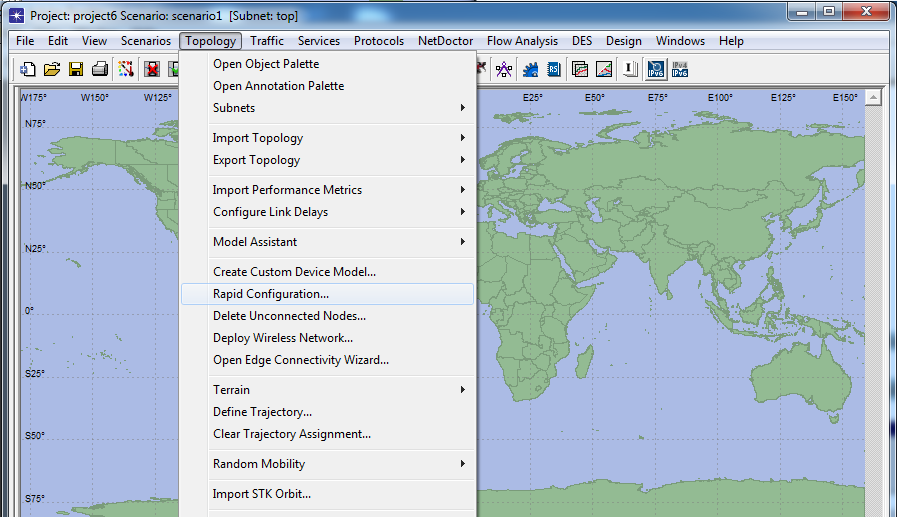 Project: project6 Scenario: scenario1 [Subnet: top]
File Edit View Scenarios Topology Traffic Services Protocols NetDoctor Flow Analysis DES Design Windows Help
ERS IPv6 IPv4 IPv6
Open Object Palette
Open Annotation Palette
Subnets
Import Topology
Export Topology
Import Performance Metrics
Configure Link Delays
Model Assistant
Create Custom Device Model...
Rapid Configuration...
Delete Unconnected Nodes...
Deploy Wireless Network...
Open Edge Connectivity Wizard...
Terrain
Define Trajectory...
Clear Trajectory Assignment...
Random Mobility
Import STK Orbit...
W175° W150° W125° E25° E50° E75° E100° E125° E150°
N75°
N50°
N25°
0°
S25°
S50°
S75°